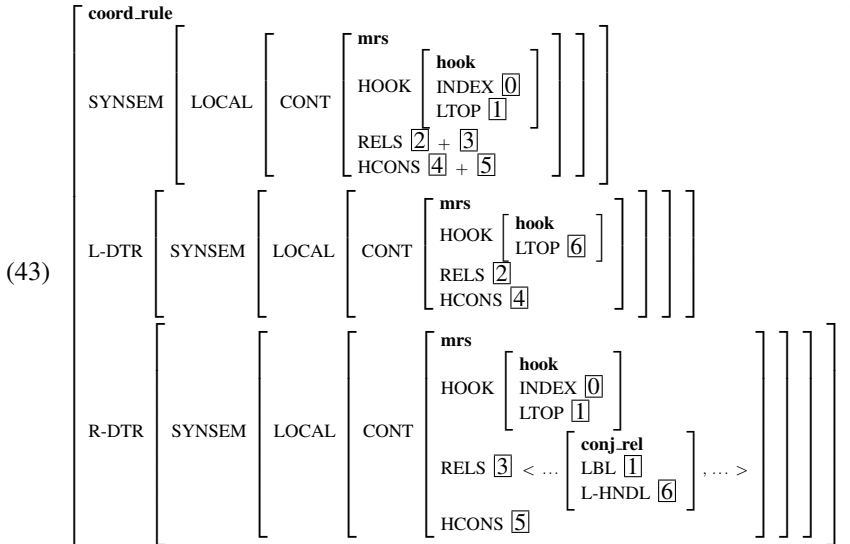 coord_rule
mrs
hook
HOOK INDEX 0
LTOP 1
SYNSEM LOCAL CONT
RELS 2 + 3
HCONS 4 + 5
mrs
HOOK hook
LTOP 6
L-DTR SYNSEM LOCAL CONT
RELS 2
HCONS 4
(43)
mrs
hook
HOOK INDEX 0
LTOP 1
R-DTR SYNSEM LOCAL CONT
conj_rel
RELS 3 < ... LBL 1 , ... >
L-HNDL 6
HCONS 5